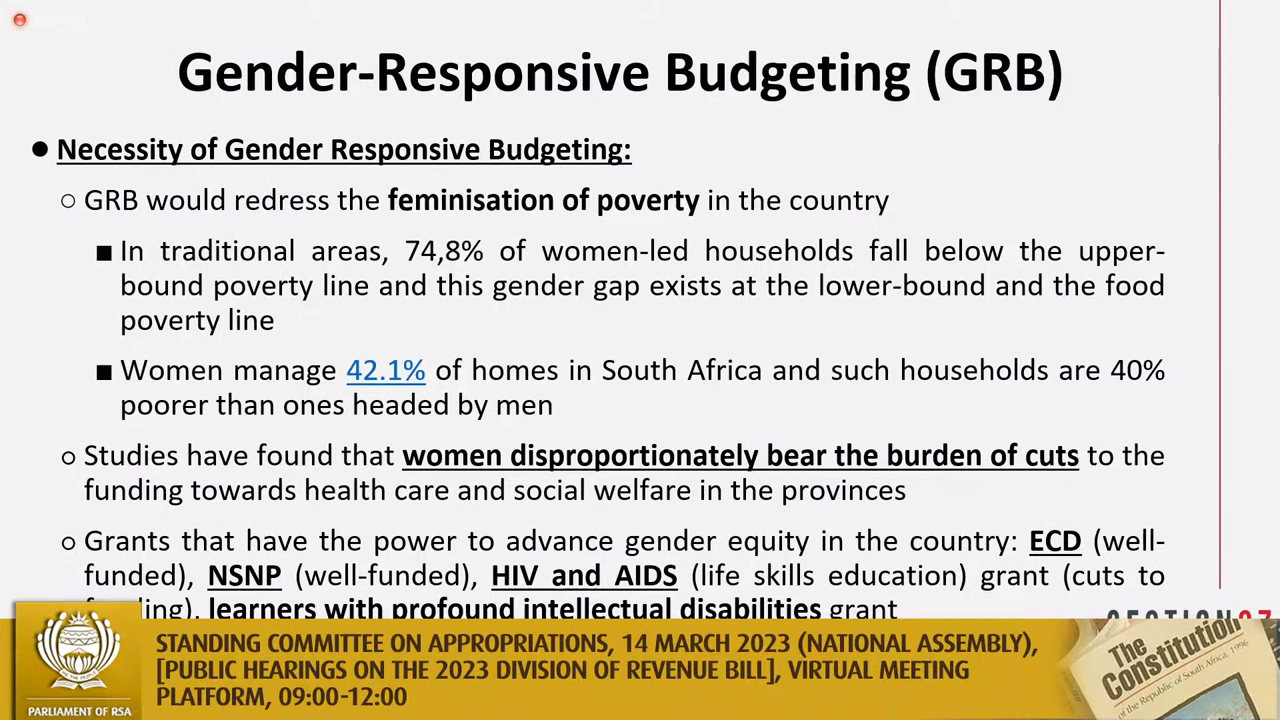 Gender-Responsive Budgeting (GRB)
● Necessity of Gender Responsive Budgeting:
○ GRB would redress the feminisation of poverty in the country
■ In traditional areas, 74,8% of women-led households fall below the upper-
bound poverty line and this gender gap exists at the lower-bound and the food
poverty line
■ Women manage 42.1% of homes in South Africa and such households are 40%
poorer than ones headed by men
○ Studies have found that women disproportionately bear the burden of cuts to the
funding towards health care and social welfare in the provinces
○ Grants that have the power to advance gender equity in the country: ECD (well-
funded), NSNP (well-funded), HIV and AIDS (life skills education) grant (cuts to
learners with profound intellectual disabilities grant
STANDING COMMITTEE ON APPROPRIATIONS, 14 MARCH 2023 (NATIONAL ASSEMBLY),
[PUBLIC HEARINGS ON THE 2023 DIVISION OF REVENUE BILL], VIRTUAL MEETING
PLATFORM, 09:00-12:00
PARLIAMENT OF RSA
The
Constitution
of the Republic of South Africa, 1996